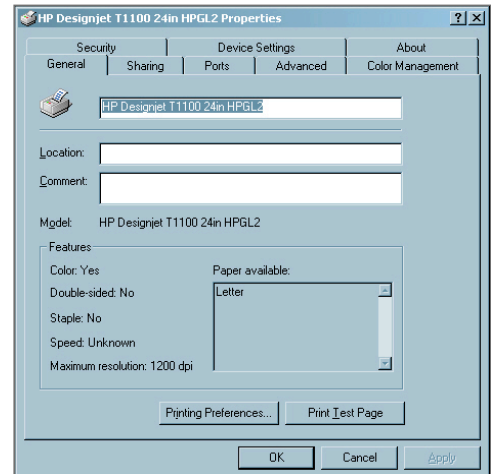 HP Designjet T1100 24in HPGL2 Properties
Security Device Settings About
General Sharing Ports Advanced Color Management
HP Designjet T1100 24in HPGL2
Location:
Comment:
Model: HP Designjet T1100 24in HPGL2
Features
Color: Yes
Paper available:
Double-sided: No
Letter
Staple: No
Speed: Unknown
Maximum resolution: 1200 dpi
Printing Preferences... Print Test Page
OK Cancel Apply